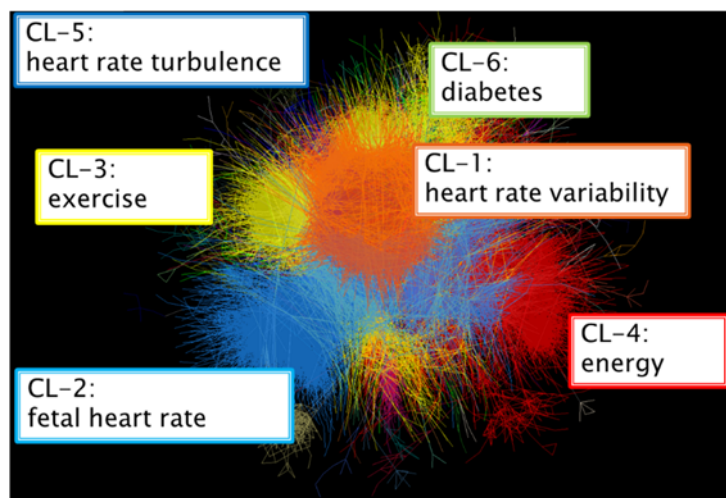 CL-5:
heart rate turbulence
CL-6:
diabetes
CL-3:
exercise
CL-1:
heart rate variability
CL-4:
energy
CL-2:
fetal heart rate